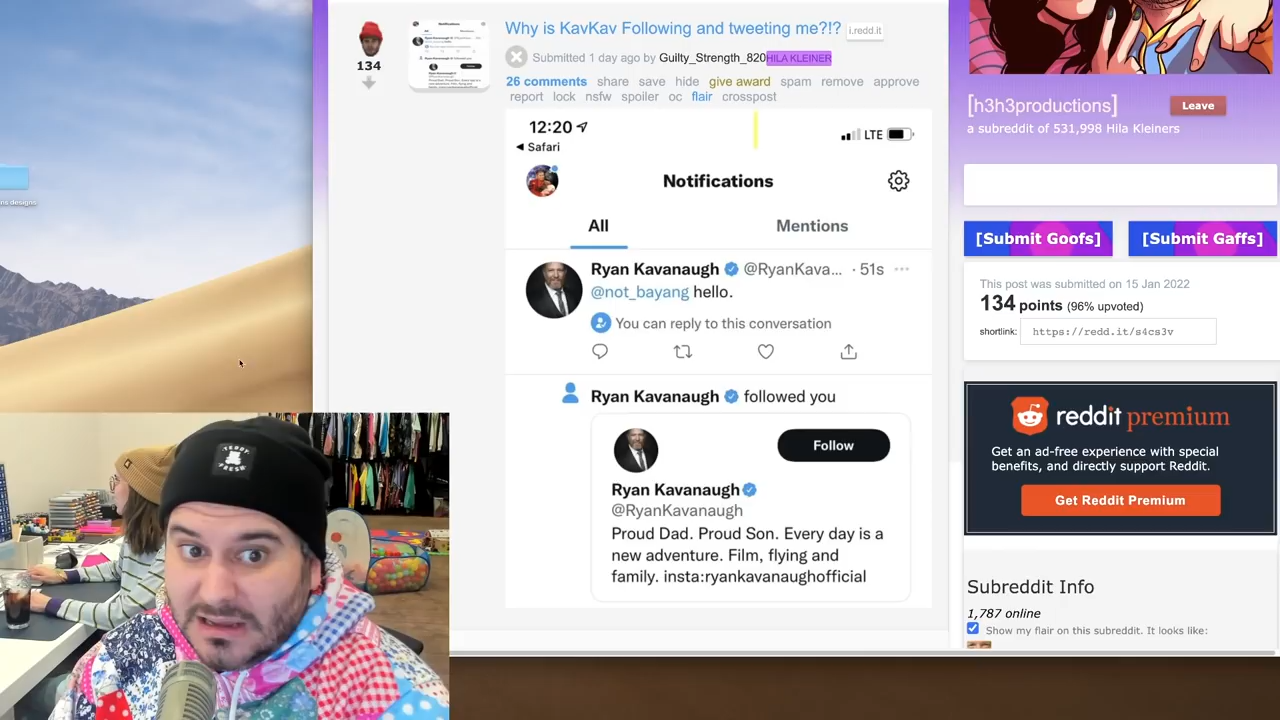 ns designs
134
Notifications
Why is KavKav Following and tweeting me?!?
i.redd.it
Submitted 1 day ago by Guilty_Strength_820 HILA KLEINER
26 comments share save hide give award spam remove approve
report lock nsfw spoiler oc flair crosspost
12:20
LTE
Safari
Notifications
All
Mentions
Ryan Kavanaugh @RyanKava... · 51s
@not_bayang hello.
You can reply to this conversation
Ryan Kavanaugh followed you
Follow
Ryan Kavanaugh
@RyanKavanaugh
Proud Dad. Proud Son. Every day is a
new adventure. Film, flying and
family. insta:ryankavanaughofficial
[h3h3productions]
Leave
a subreddit of 531,998 Hila Kleiners
[Submit Goofs]
[Submit Gaffs]
This post was submitted on 15 Jan 2022
134 points (96% upvoted)
shortlink: https://redd.it/s4cs3v
reddit premium
Get an ad-free experience with special
benefits, and directly support Reddit.
Get Reddit Premium
Subreddit Info
1,787 online
Show my flair on this subreddit. It looks like:
TEDDY
FRESH